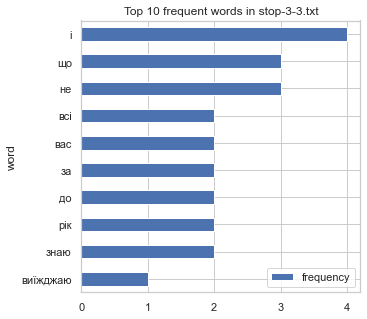 Top 10 frequent words in stop-3-3.txt
і
що
не
всі
вас
за
до
рік
знаю
виїжджаю
word
0 1 2 3 4
frequency